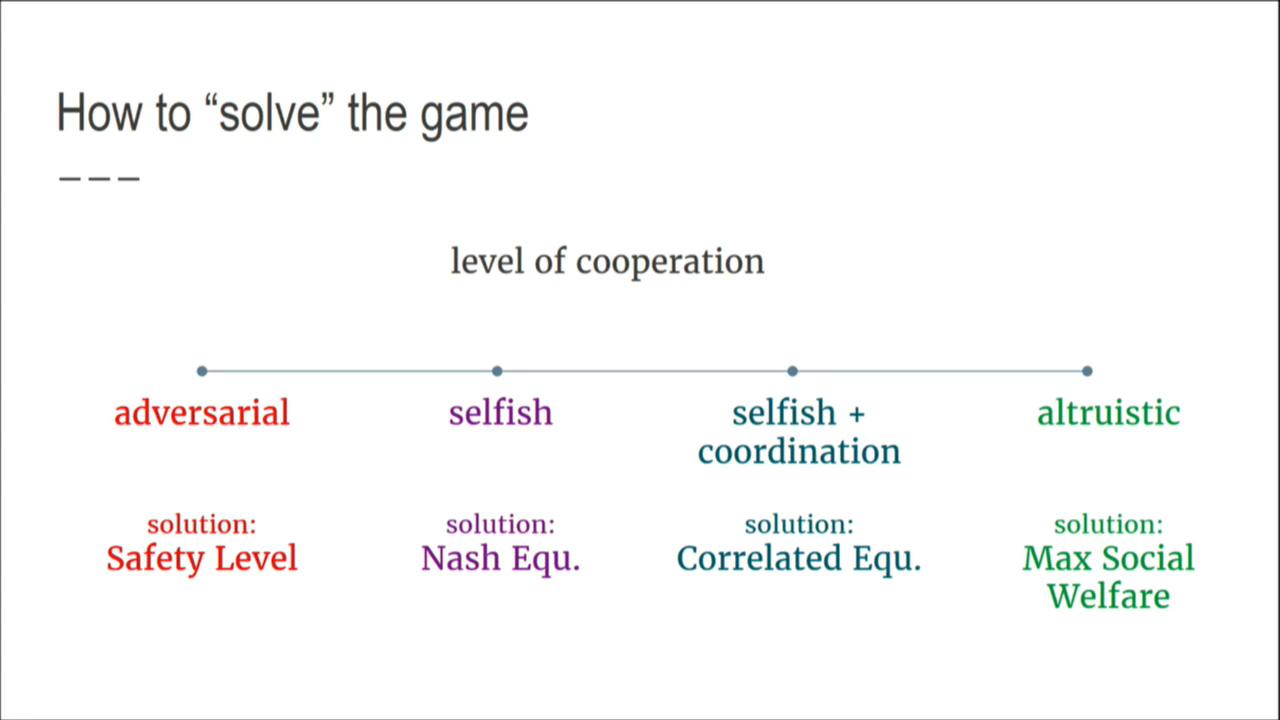 How to “solve” the game
level of cooperation
adversarial
selfish
selfish +
coordination
altruistic
solution:
Safety Level
solution:
Nash Equ.
solution:
Correlated Equ.
solution:
Max Social
Welfare